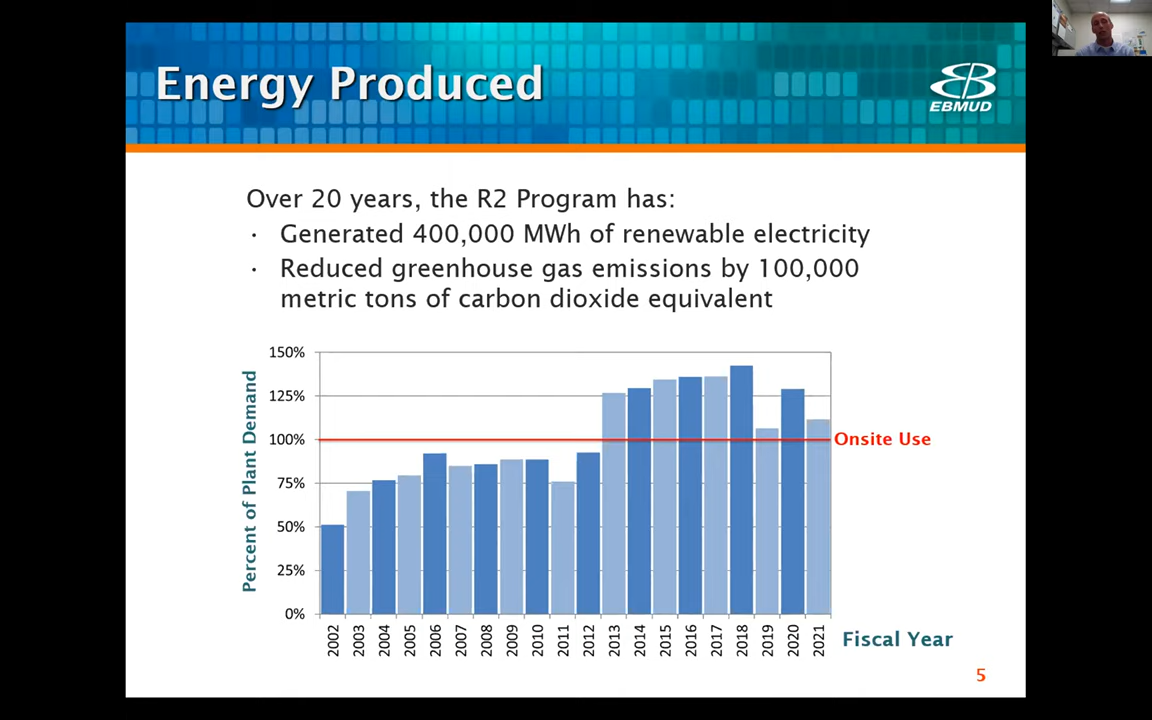 Energy Produced
EBMUD
Over 20 years, the R2 Program has:
· Generated 400,000 MWh of renewable electricity
· Reduced greenhouse gas emissions by 100,000
metric tons of carbon dioxide equivalent
150%
125%
100%
75%
50%
25%
0%
Percent of Plant Demand
Onsite Use
2002 2003 2004 2005 2006 2007 2008 2009 2010 2011 2012 2013 2014 2015 2016 2017 2018 2019 2020 2021
Fiscal Year
5